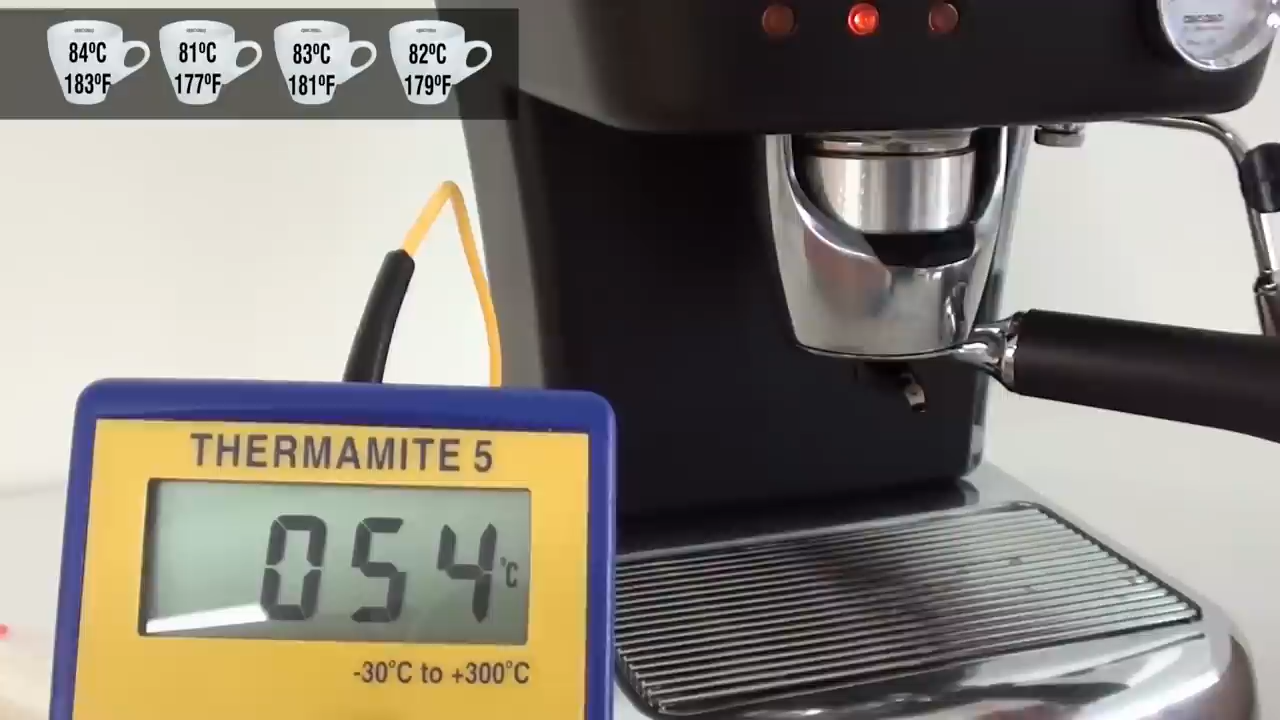 84ºC 81ºC 83ºC 82ºC
183ºF 177ºF 181ºF 179ºF
THERMAMITE 5
054 °C
-30°C to +300°C